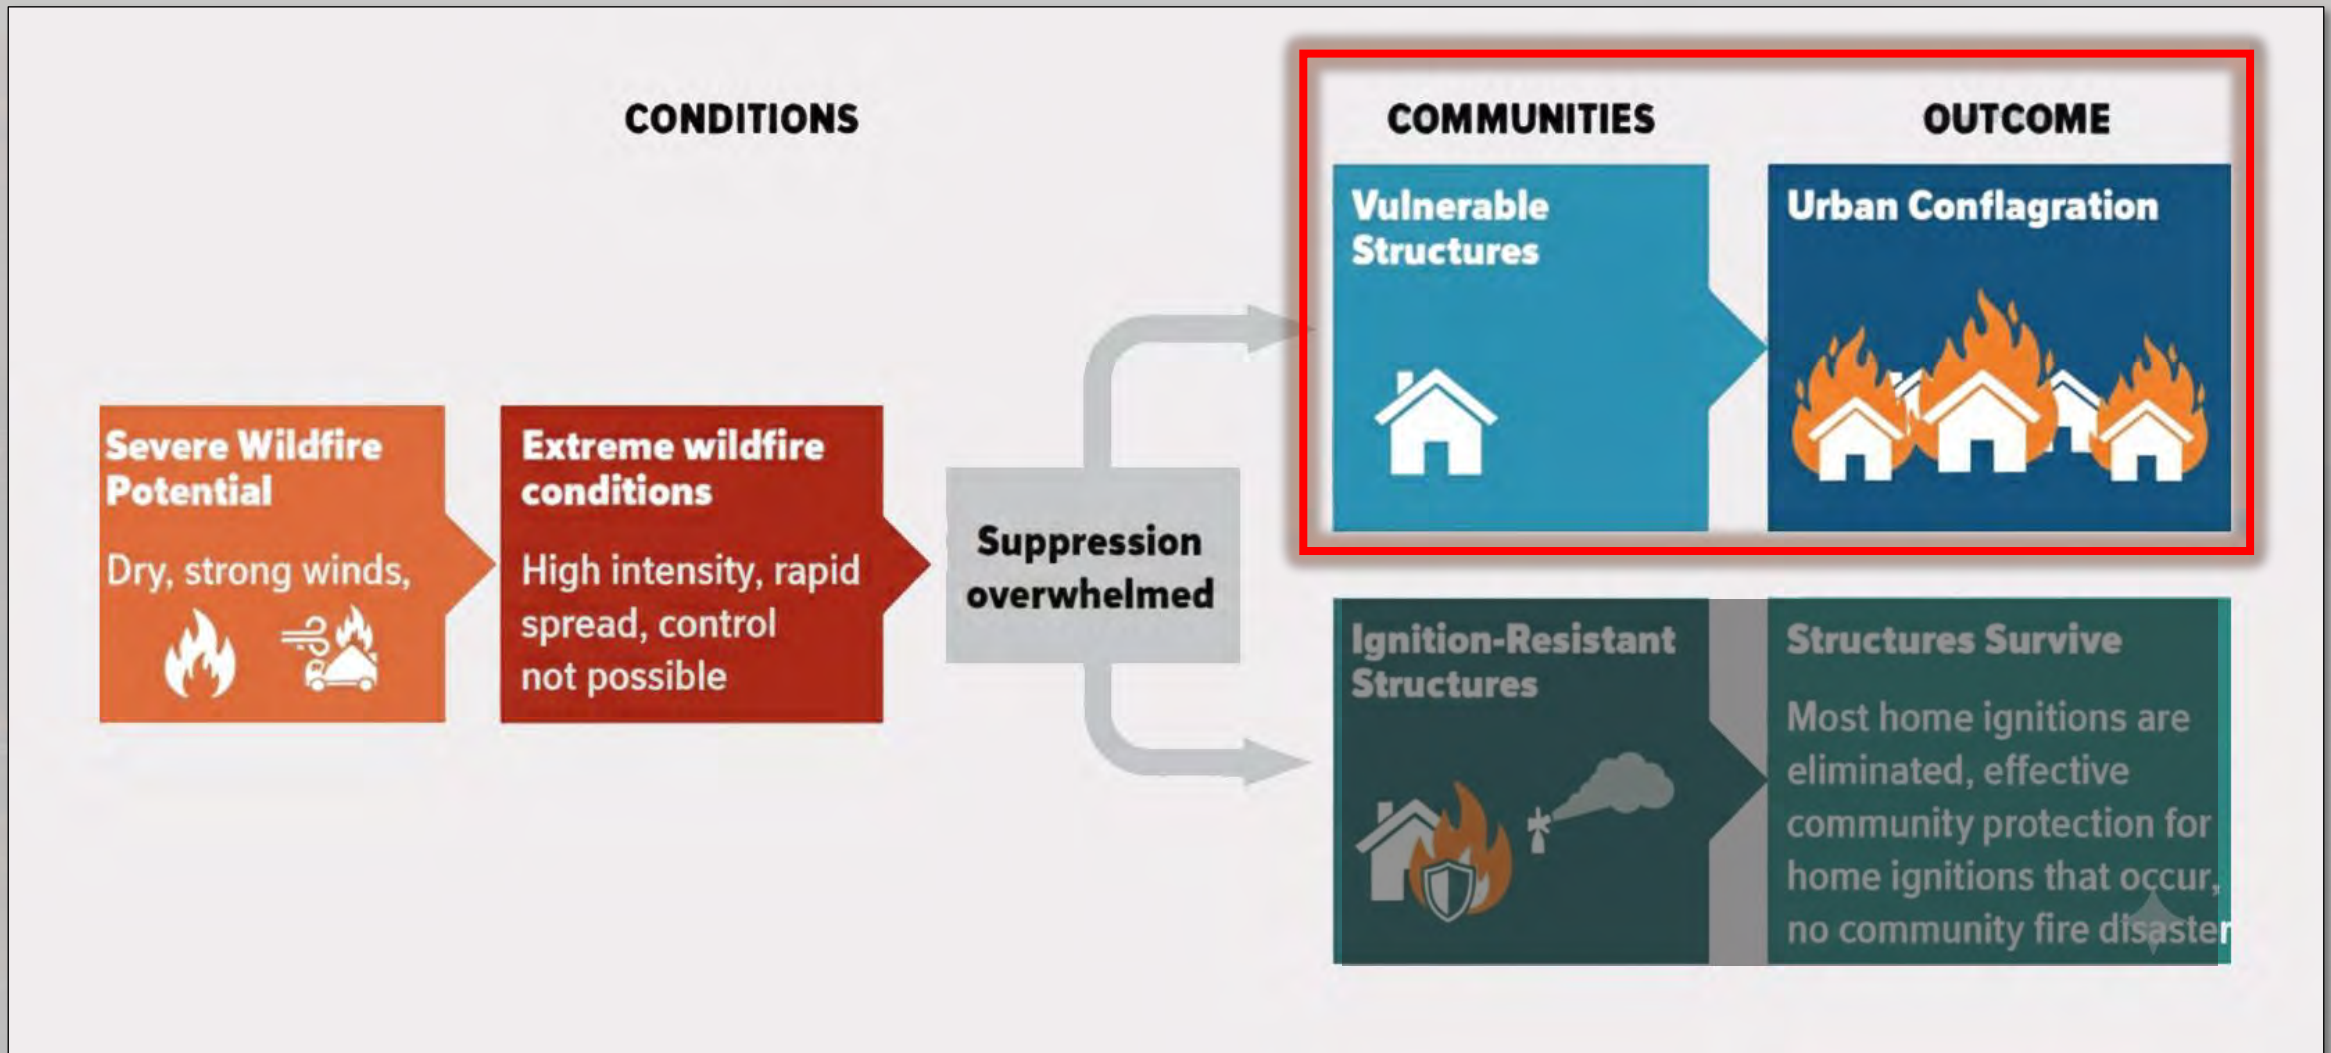 CONDITIONS
COMMUNITIES
OUTCOME
Severe Wildfire
Potential
Dry, strong winds,
Extreme wildfire
conditions
High intensity, rapid
spread, control
not possible
Suppression
overwhelmed
Vulnerable
Structures
Urban Conflagration
Ignition-Resistant
Structures
Structures Survive
Most home ignitions are
eliminated, effective
community protection for
home ignitions that occur,
no community fire disaster